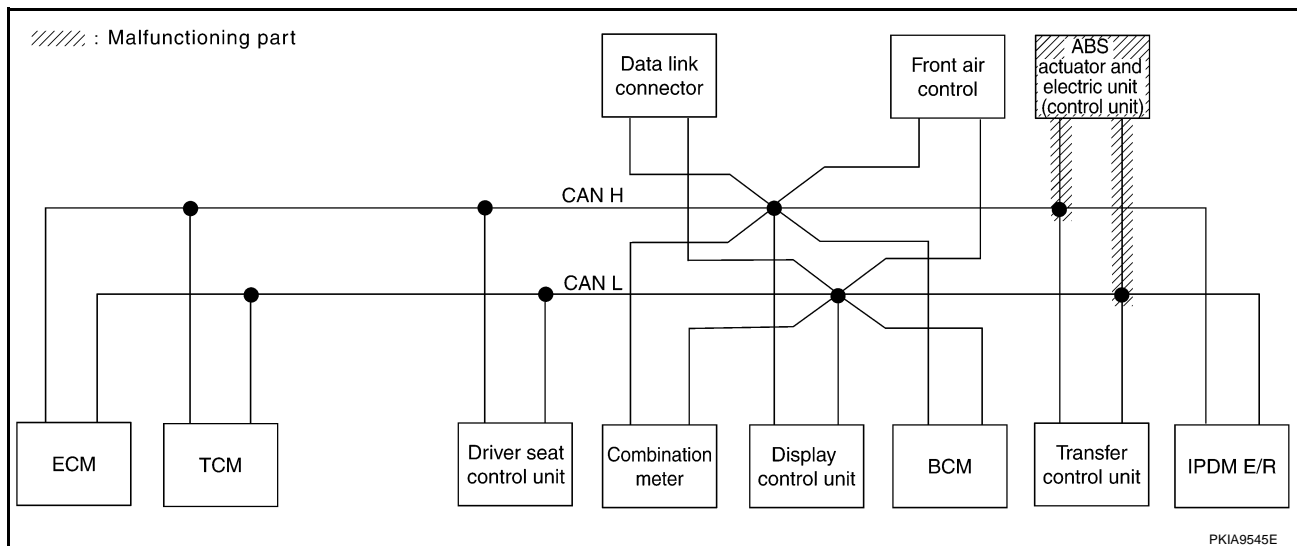 : Malfunctioning part
Data link
connector
Front air
control
ABS
actuator and
electric unit
(control unit)
CAN H
CAN L
ECM
TCM
Driver seat
control unit
Combination
meter
Display
control unit
BCM
Transfer
control unit
IPDM E/R
PKIA9545E